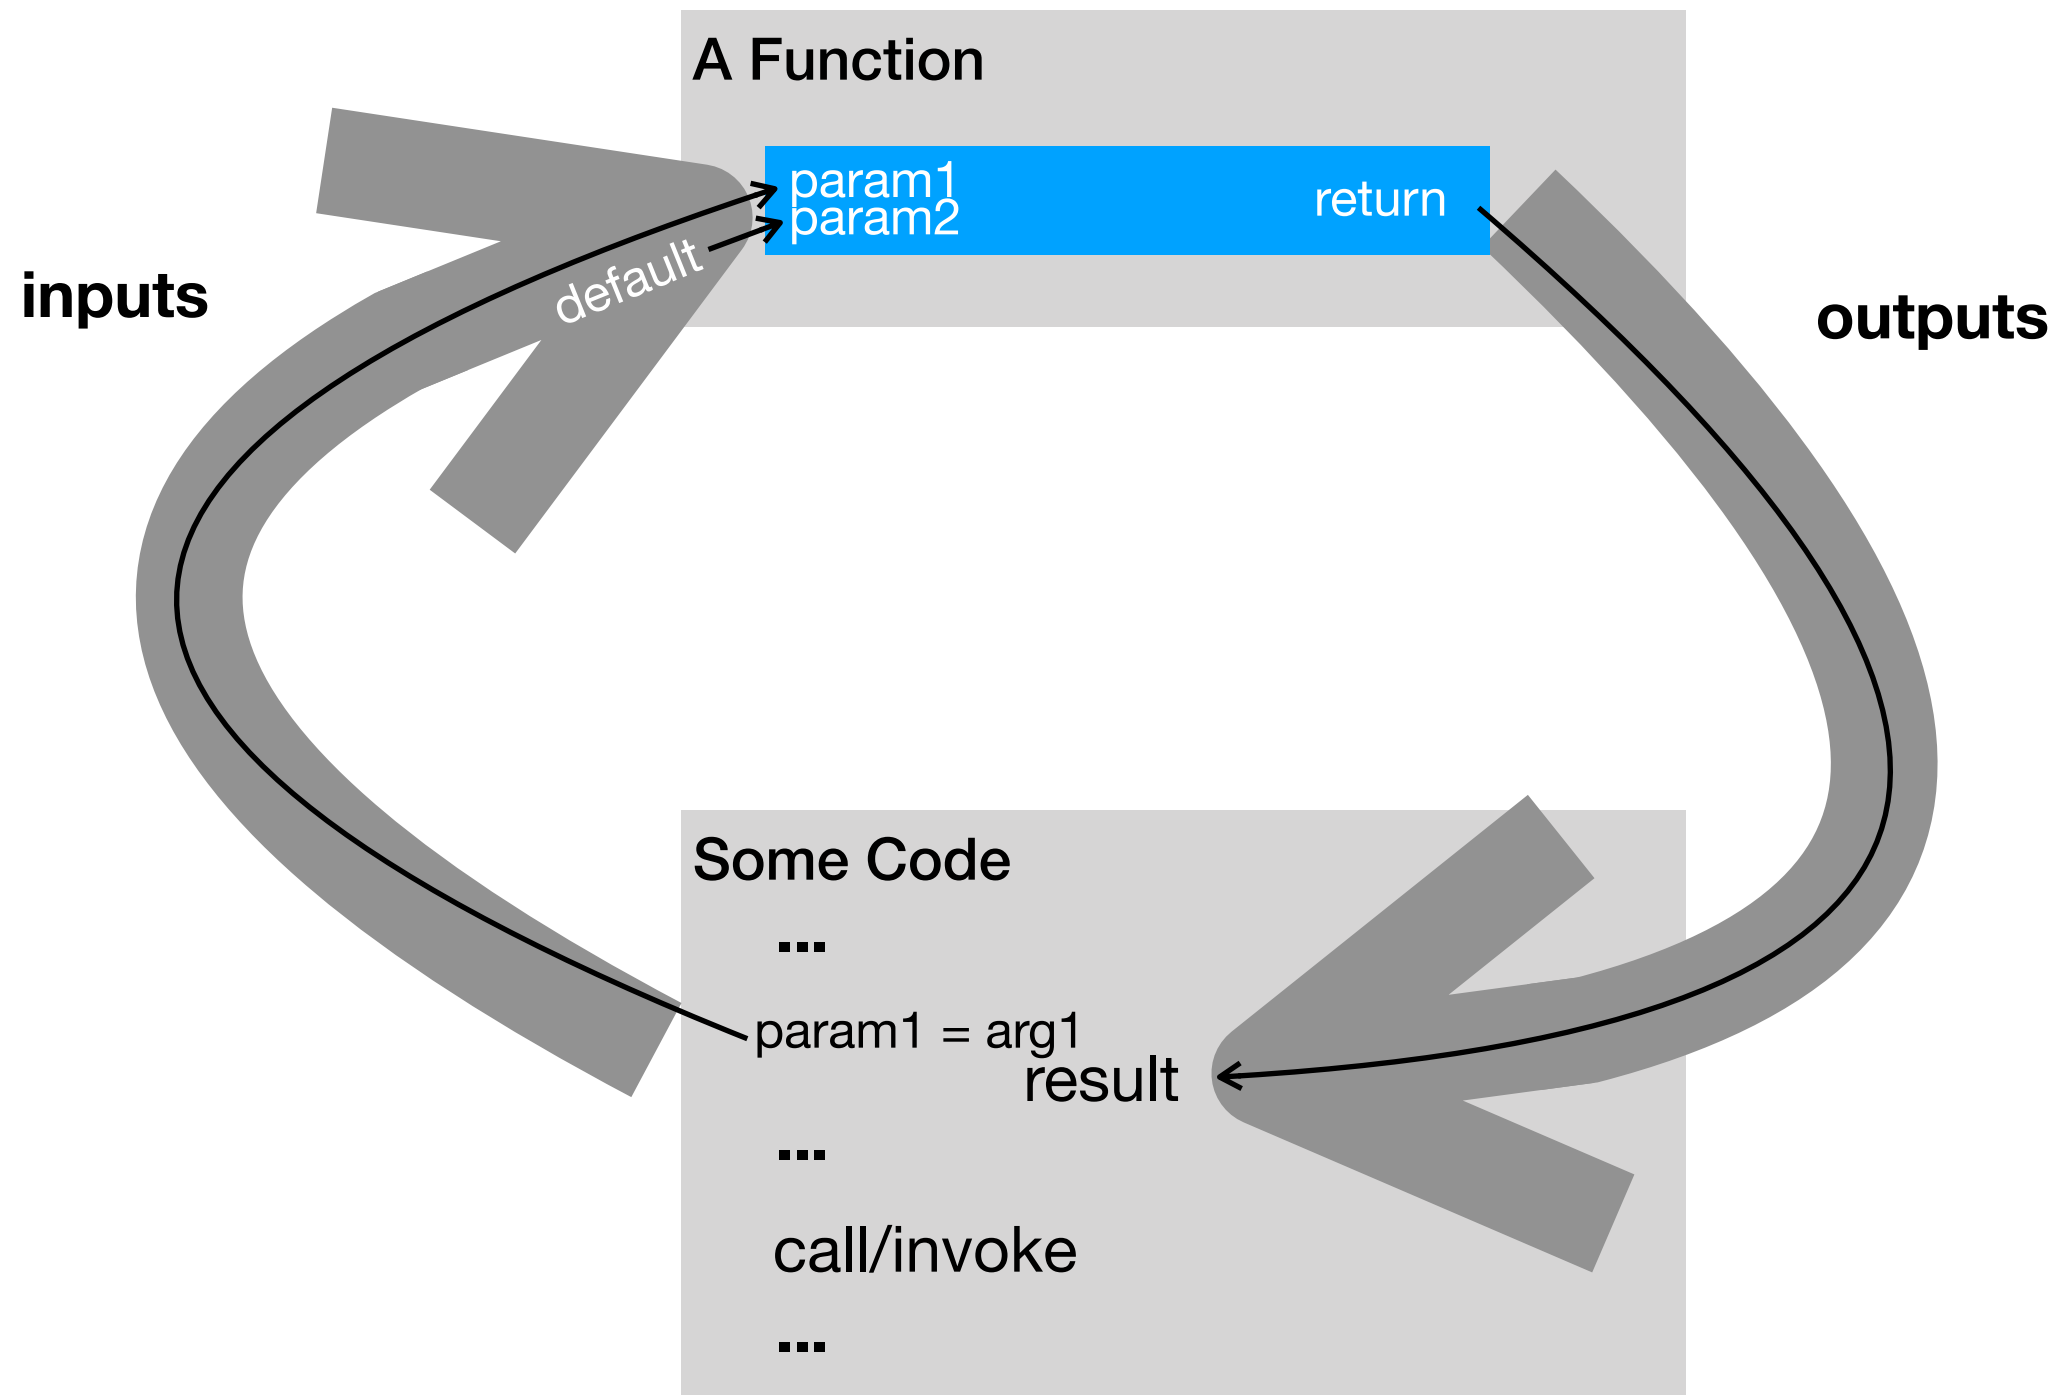 A Function
param1
param2
return
default
inputs
outputs
Some Code
...
param1 = arg1
result
...
call/invoke
...